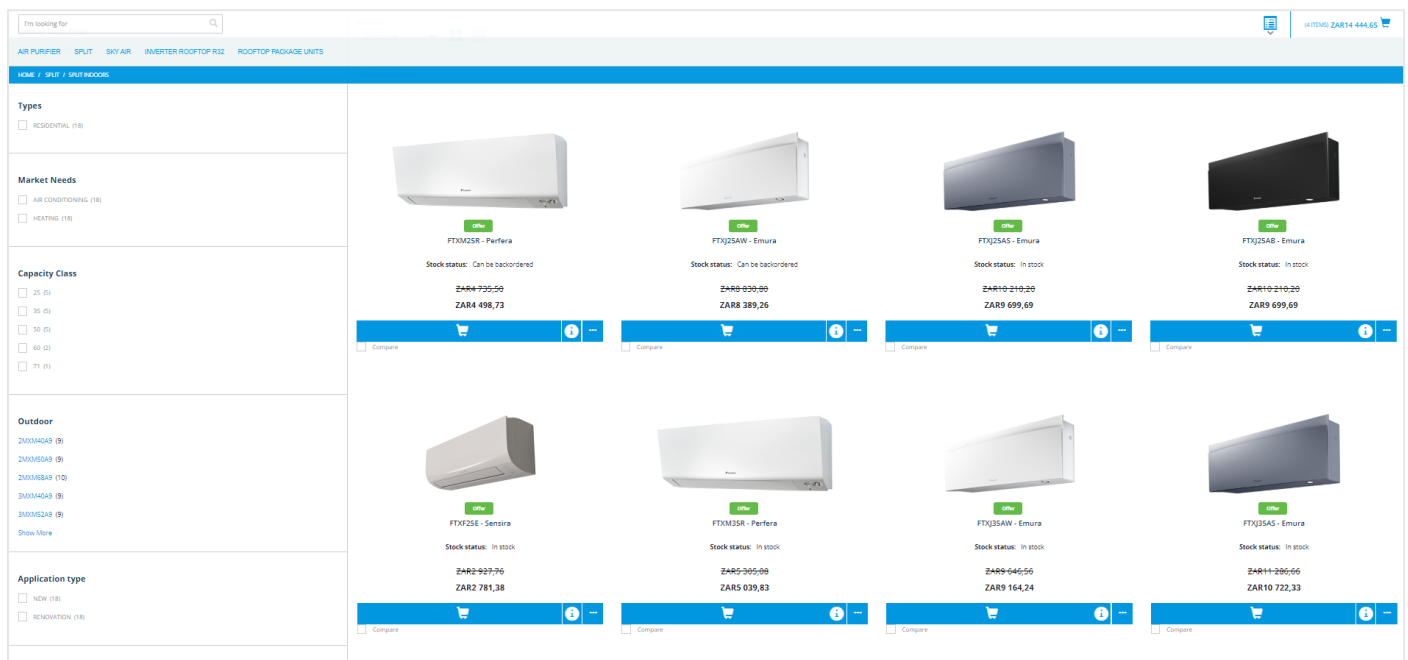 I'm looking for
(4 ITEMS) ZAR14 444,65
AIR PURIFIER SPLIT SKY AIR INVERTER ROOFTOP R32 ROOFTOP PACKAGE UNITS
HOME / SPLIT / SPLIT INDOORS
Types
RESIDENTIAL (18)
Market Needs
AIR CONDITIONING (18)
HEATING (18)
Capacity Class
25 (5)
35 (5)
50 (5)
60 (2)
71 (1)
Outdoor
2MXM40A9 (9)
2MXM50A9 (9)
2MXM68A9 (10)
3MXM40A9 (9)
3MXM52A9 (9)
Show More
Application type
NEW (18)
RENOVATION (18)
Offer Offer Offer Offer
FTXM25R - Perfera FTXJ25AW - Emura FTXJ25AS - Emura FTXJ25AB - Emura
Stock status: Can be backordered Stock status: Can be backordered Stock status: In stock Stock status: In stock
ZAR4 735,50 ZAR8 830,80 ZAR10 210,20 ZAR10 210,20
ZAR4 498,73 ZAR8 389,26 ZAR9 699,69 ZAR9 699,69
Compare Compare Compare Compare
Offer Offer Offer Offer
FTXF25E - Sensira FTXM35R - Perfera FTXJ35AW - Emura FTXJ35AS - Emura
Stock status: In stock Stock status: In stock Stock status: In stock Stock status: In stock
ZAR2 927,76 ZAR5 305,08 ZAR9 646,56 ZAR11 286,66
ZAR2 781,38 ZAR5 039,83 ZAR9 164,24 ZAR10 722,33
Compare Compare Compare Compare